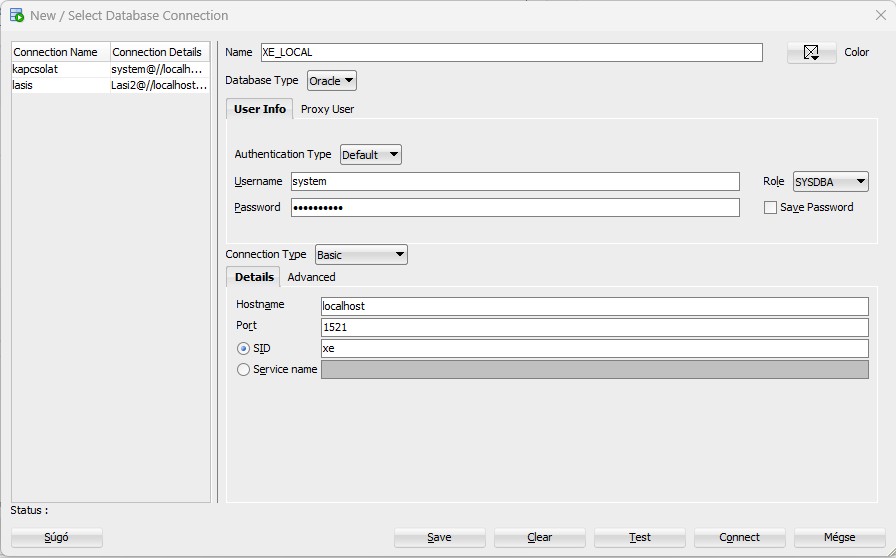 New / Select Database Connection
Connection Name Connection Details
kapcsolat system@//localh...
lasis Lasi2@//localhost...
Name XE_LOCAL Color
Database Type Oracle
User Info Proxy User
Authentication Type Default
Username system Role SYSDBA
Password •••••••••• Save Password
Connection Type Basic
Details Advanced
Hostname localhost
Port 1521
SID xe
Service name
Status :
Súgó Save Clear Test Connect Mégse